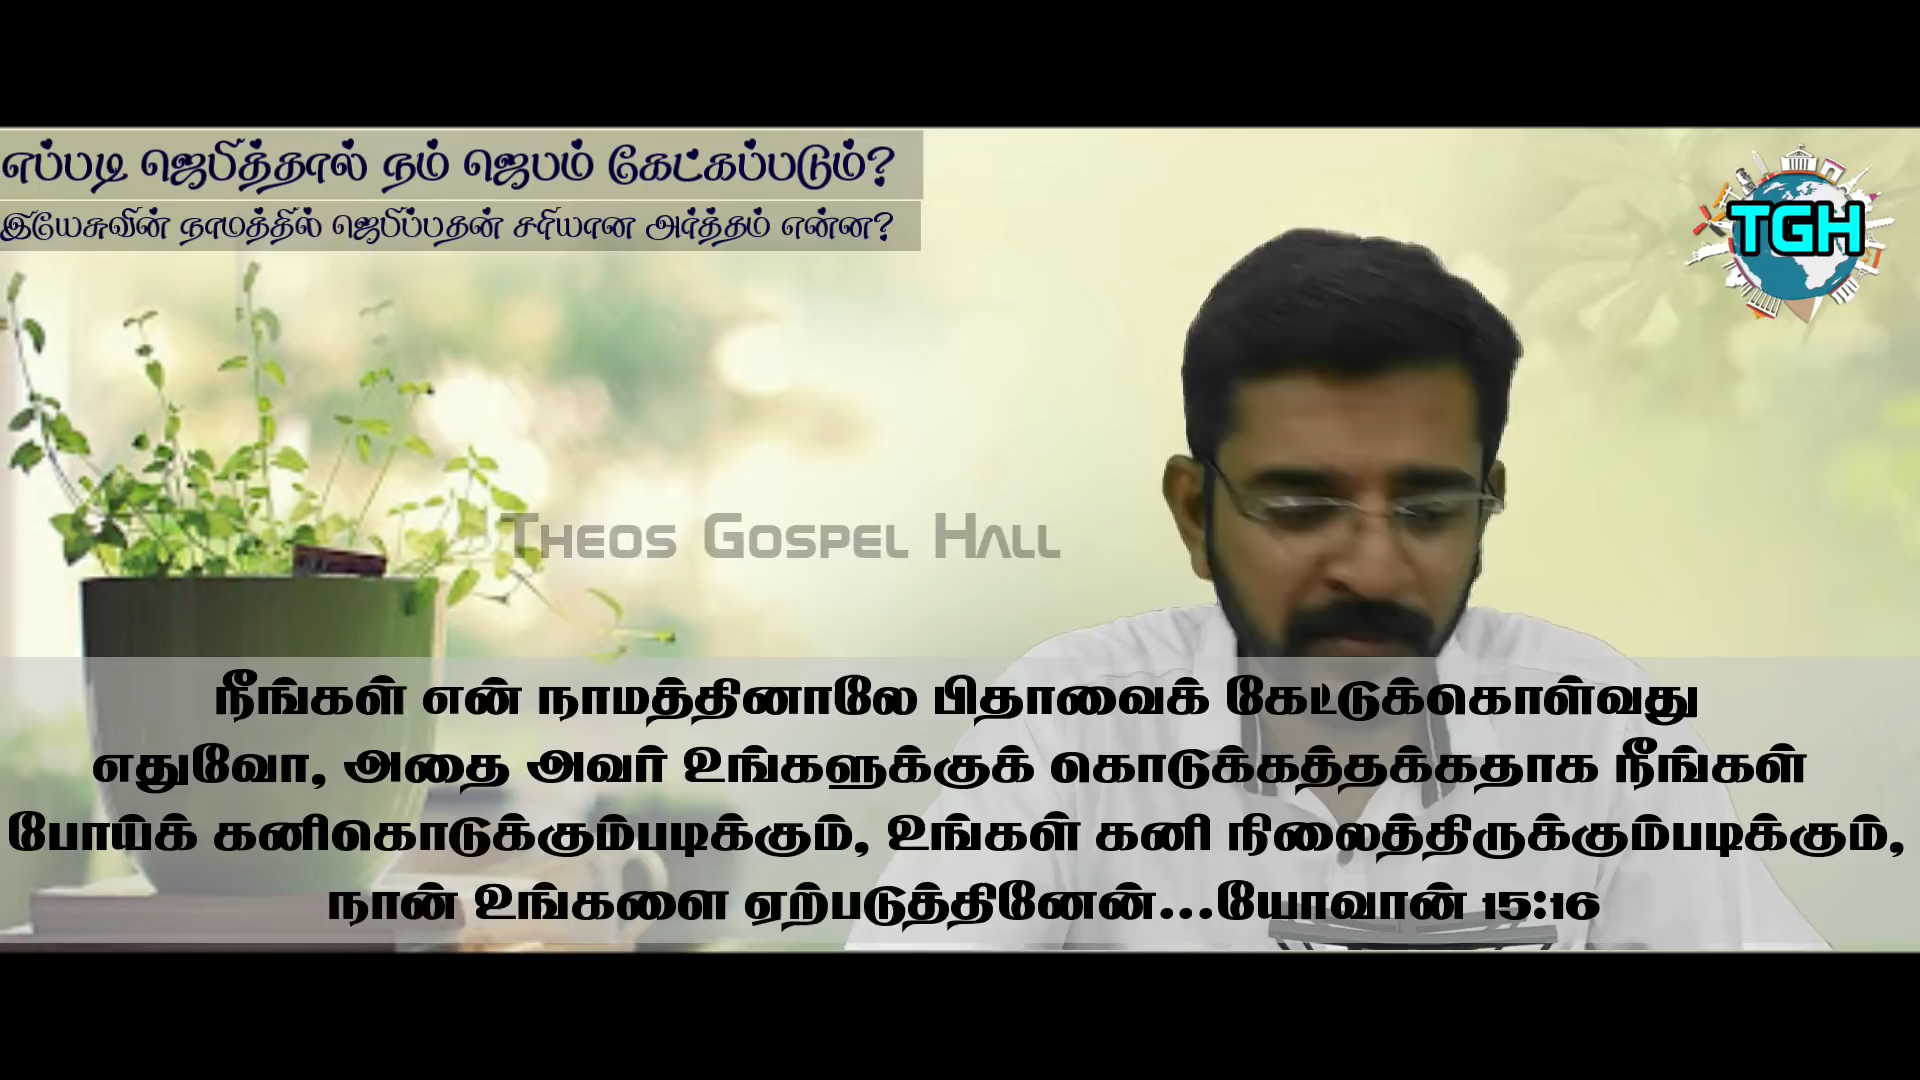 எப்படி ஜெபித்தால் நம் ஜெபம் கேட்கப்படும்?
இயேசுவின் நாமத்தில் ஜெபிப்பதன் சரியான அர்த்தம் என்ன?
TGH
THEOS GOSPEL HALL
நீங்கள் என் நாமத்தினாலே பிதாவைக் கேட்டுக்கொள்வது
எதுவோ, அதை அவர் உங்களுக்குக் கொடுக்கத்தக்கதாக நீங்கள்
போய்க் கனிகொடுக்கும்படிக்கும், உங்கள் கனி நிலைத்திருக்கும்படிக்கும்,
நான் உங்களை ஏற்படுத்தினேன்...யோவான் 15:16